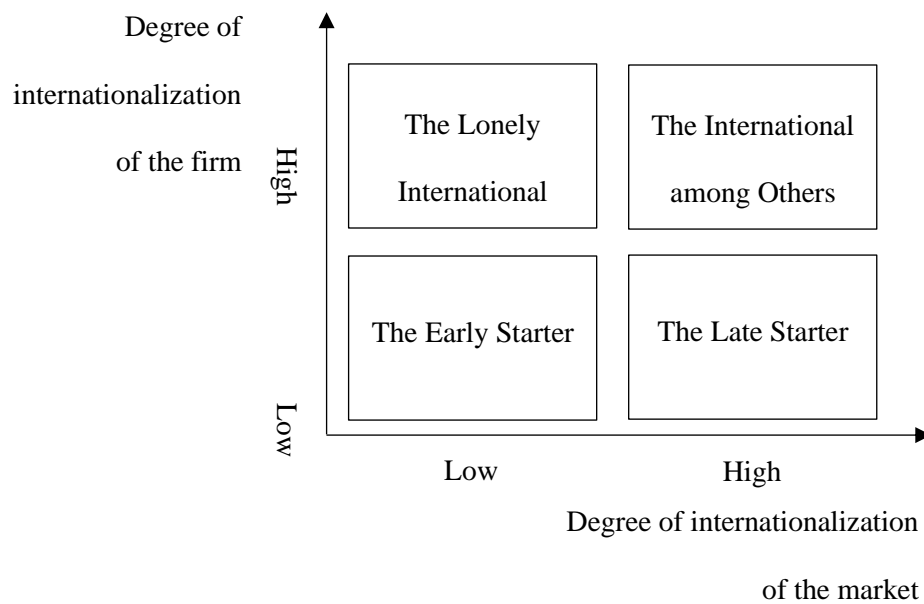 Degree of
internationalization
of the firm
High
Low
The Lonely
International
The International
among Others
The Early Starter
The Late Starter
Low
High
Degree of internationalization
of the market